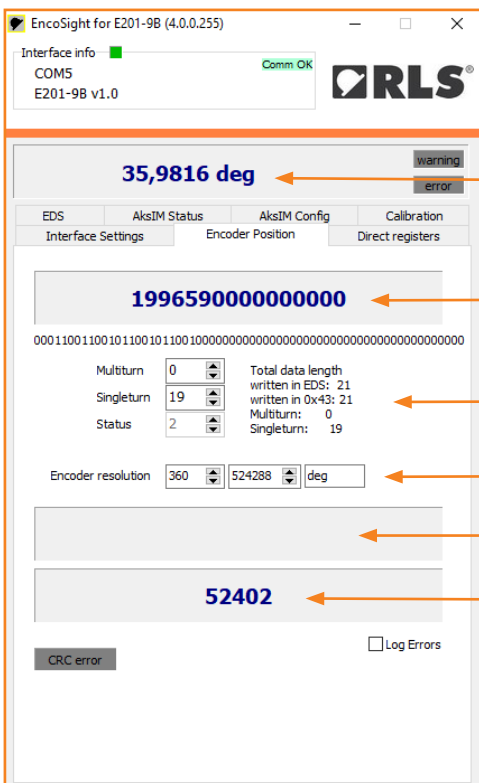 EncoSight for E201-9B (4.0.0.255)
Interface info
COM5
E201-9B v1.0
Comm OK
RLS®
35,9816 deg
warning
error
EDS AksIM Status AksIM Config Calibration
Interface Settings Encoder Position Direct registers
1996590000000000
0001100110010110010110010000000000000000000000000000000000000000
Multiturn 0
Singleturn 19
Status 2
Total data length
written in EDS: 21
written in 0x43: 21
Multiturn: 0
Singleturn: 19
Encoder resolution 360 524288 deg
52402
Log Errors
CRC error